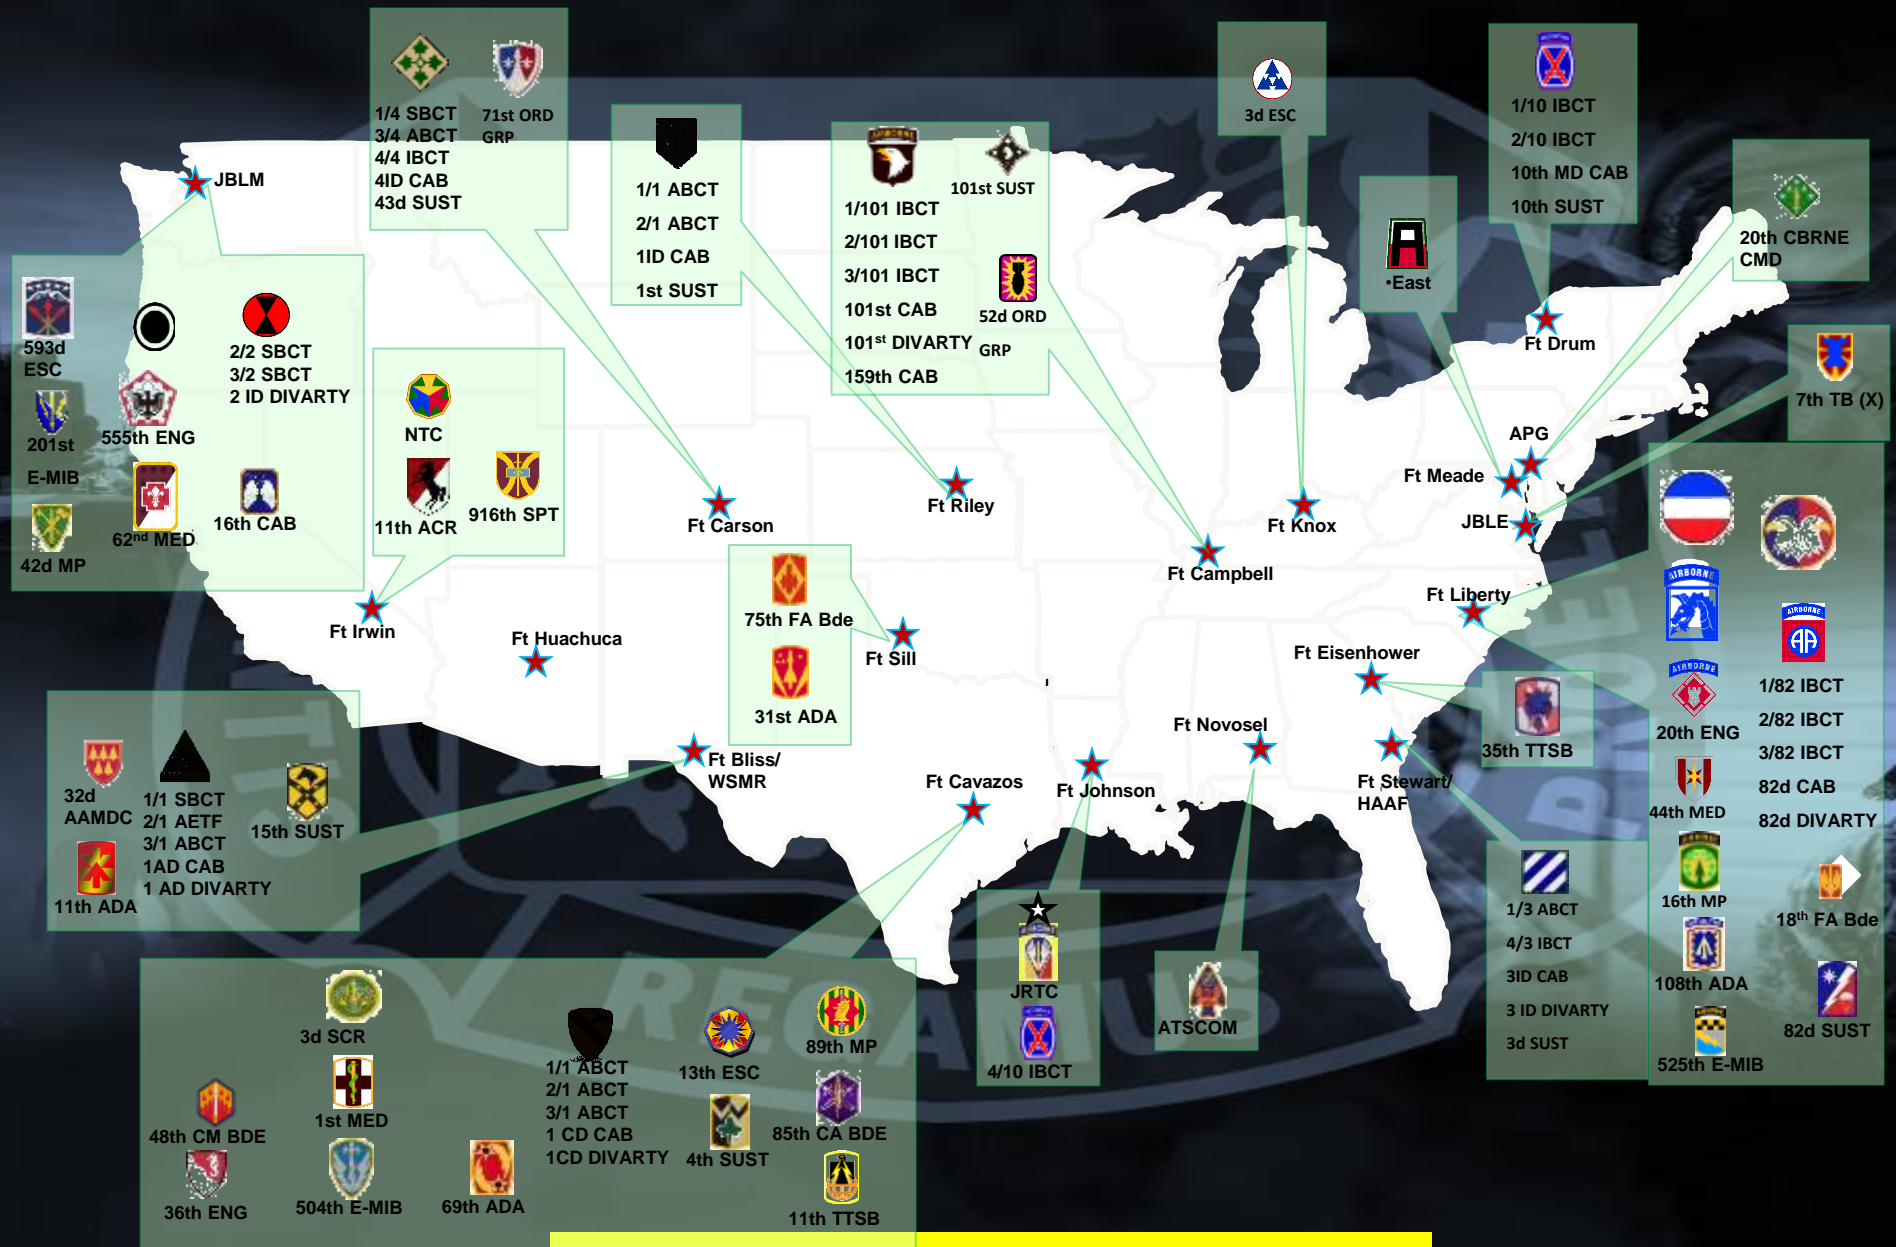 1/4 SBCT
3/4 ABCT
4/4 IBCT
4ID CAB
43d SUST
71st ORD
GRP
1/1 ABCT
2/1 ABCT
1ID CAB
1st SUST
AIRBORNE
1/101 IBCT
2/101 IBCT
3/101 IBCT
101st CAB
101st DIVARTY
159th CAB
101st SUST
52d ORD
GRP
3d ESC
1/10 IBCT
2/10 IBCT
10th MD CAB
10th SUST
•East
20th CBRNE
CMD
7th TB (X)
JBLM
593d
ESC
201st
E-MIB
42d MP
555th ENG
62nd MED
2/2 SBCT
3/2 SBCT
2 ID DIVARTY
16th CAB
NTC
11th ACR
916th SPT
Ft Irwin
Ft Huachuca
Ft Carson
Ft Riley
75th FA Bde
31st ADA
Ft Sill
Ft Campbell
Ft Knox
Ft Drum
APG
Ft Meade
JBLE
Ft Liberty
Ft Eisenhower
Ft Novosel
Ft Stewart/
HAAF
Ft Johnson
Ft Cavazos
Ft Bliss/
WSMR
35th TTSB
32d
AAMDC
11th ADA
1/1 SBCT
2/1 AETF
3/1 ABCT
1AD CAB
1 AD DIVARTY
15th SUST
3d SCR
1st MED
48th CM BDE
36th ENG
504th E-MIB
69th ADA
1/1 ABCT
2/1 ABCT
3/1 ABCT
1 CD CAB
1CD DIVARTY
13th ESC
4th SUST
89th MP
85th CA BDE
11th TTSB
JRTC
4/10 IBCT
ATSCOM
1/3 ABCT
4/3 IBCT
3ID CAB
3 ID DIVARTY
3d SUST
AIRBORNE
AIRBORNE
AA
AIRBORNE
20th ENG
44th MED
16th MP
108th ADA
525th E-MIB
1/82 IBCT
2/82 IBCT
3/82 IBCT
82d CAB
82d DIVARTY
18th FA Bde
82d SUST
REGAMUS